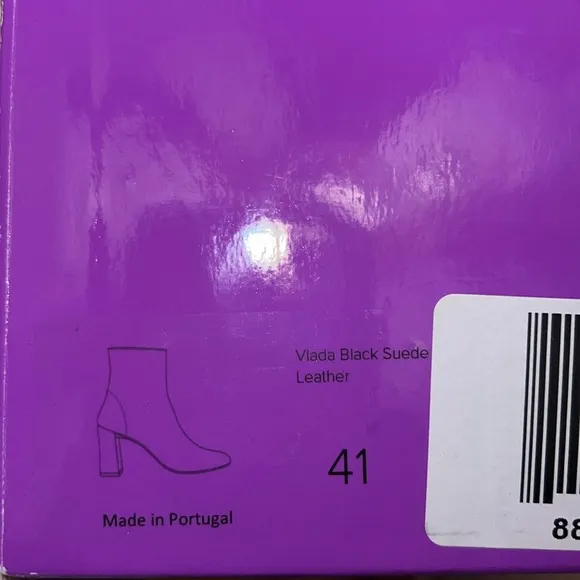 Vlada Black Suede
Leather
41
Made in Portugal
88